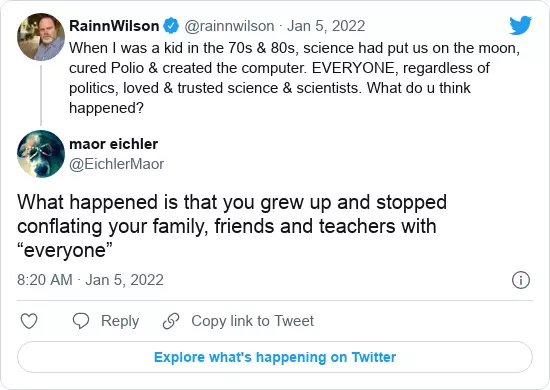 RainnWilson @rainnwilson · Jan 5, 2022
When I was a kid in the 70s & 80s, science had put us on the moon,
cured Polio & created the computer. EVERYONE, regardless of
politics, loved & trusted science & scientists. What do u think
happened?
maor eichler
@EichlerMaor
What happened is that you grew up and stopped
conflating your family, friends and teachers with
“everyone”
8:20 AM · Jan 5, 2022
Reply Copy link to Tweet
Explore what's happening on Twitter